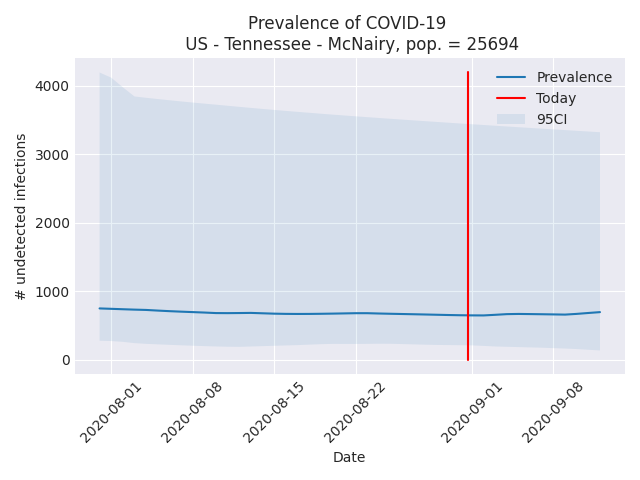 Prevalence of COVID-19
US - Tennessee - McNairy, pop. = 25694
# undetected infections
4000
3000
2000
1000
0
Prevalence
Today
95CI
2020-08-01
2020-08-08
2020-08-15
2020-08-22
2020-09-01
2020-09-08
Date